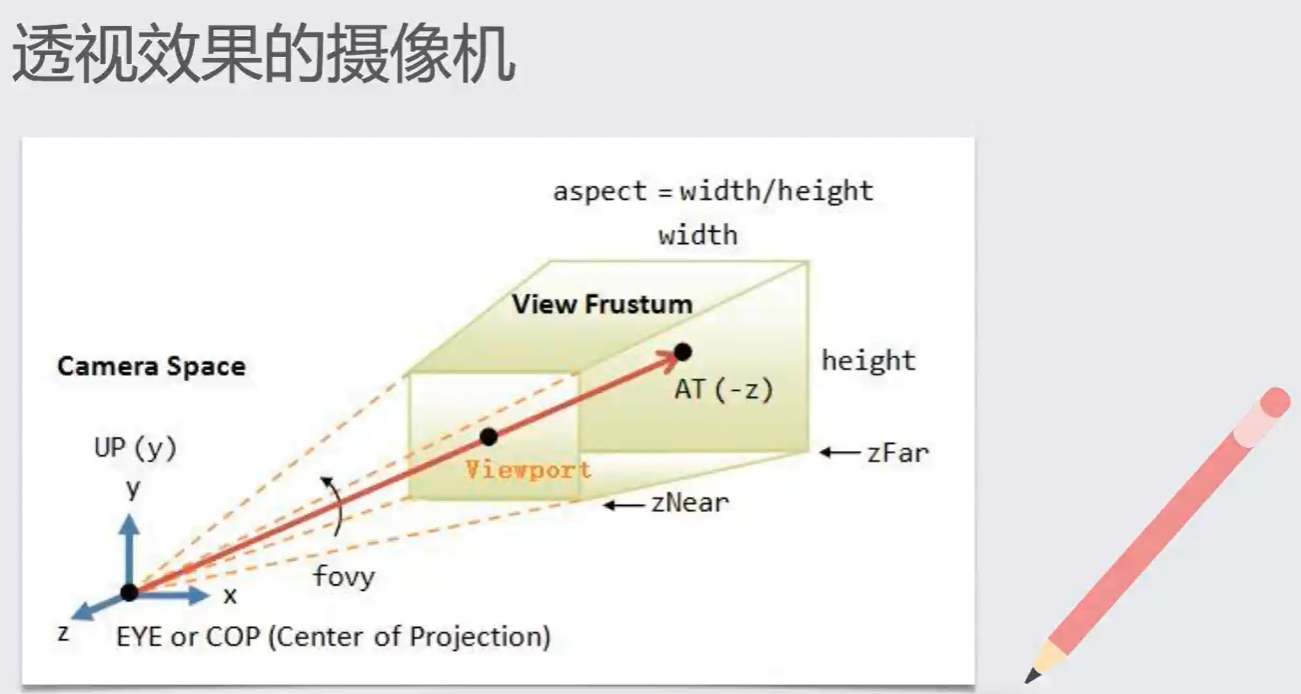 透视效果的摄像机
aspect = width/height
width
View Frustum
Camera Space
height
AT (-z)
UP (y)
zFar
Viewport
y
zNear
fovy
x
z
EYE or COP (Center of Projection)